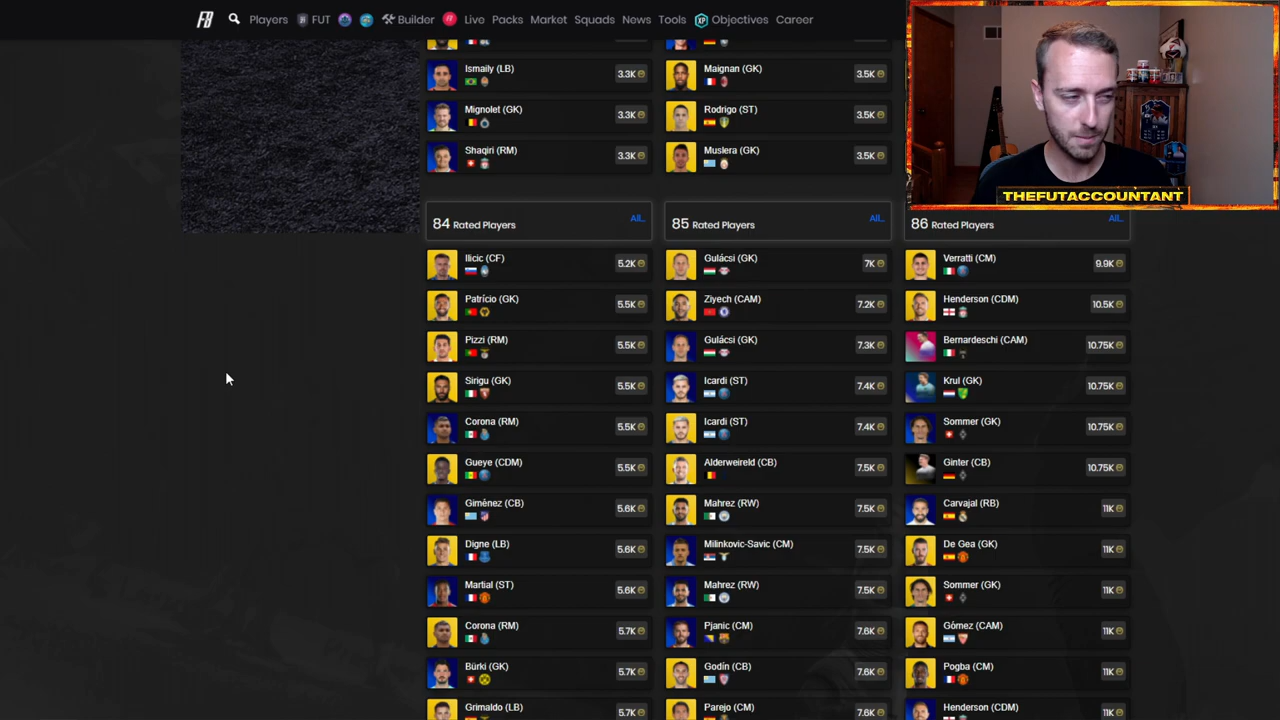 FB Players FUT Builder Live Packs Market Squads News Tools XP Objectives Career
Ismaily (LB) 3.3K
Mignolet (GK) 3.3K
Shaqiri (RM) 3.3K
Maignan (GK) 3.5K
Rodrigo (ST) 3.5K
Muslera (GK) 3.5K
THEFUTACCOUNTANT
84 Rated Players All..
Ilicic (CF) 5.2K
Patrício (GK) 5.5K
Pizzi (RM) 5.5K
Sirigu (GK) 5.5K
Corona (RM) 5.5K
Gueye (CDM) 5.5K
Giménez (CB) 5.6K
Digne (LB) 5.6K
Martial (ST) 5.6K
Corona (RM) 5.7K
Bürki (GK) 5.7K
Grimaldo (LB) 5.7K
85 Rated Players All..
Gulácsi (GK) 7K
Ziyech (CAM) 7.2K
Gulácsi (GK) 7.3K
Icardi (ST) 7.4K
Icardi (ST) 7.4K
Alderweireld (CB) 7.5K
Mahrez (RW) 7.5K
Milinkovic-Savic (CM) 7.5K
Mahrez (RW) 7.5K
Pjanic (CM) 7.6K
Godín (CB) 7.6K
Parejo (CM) 7.6K
86 Rated Players All..
Verratti (CM) 9.9K
Henderson (CDM) 10.5K
Bernardeschi (CAM) 10.75K
Krul (GK) 10.75K
Sommer (GK) 10.75K
Ginter (CB) 10.75K
Carvajal (RB) 11K
De Gea (GK) 11K
Sommer (GK) 11K
Gómez (CAM) 11K
Pogba (CM) 11K
Henderson (CDM) 11K